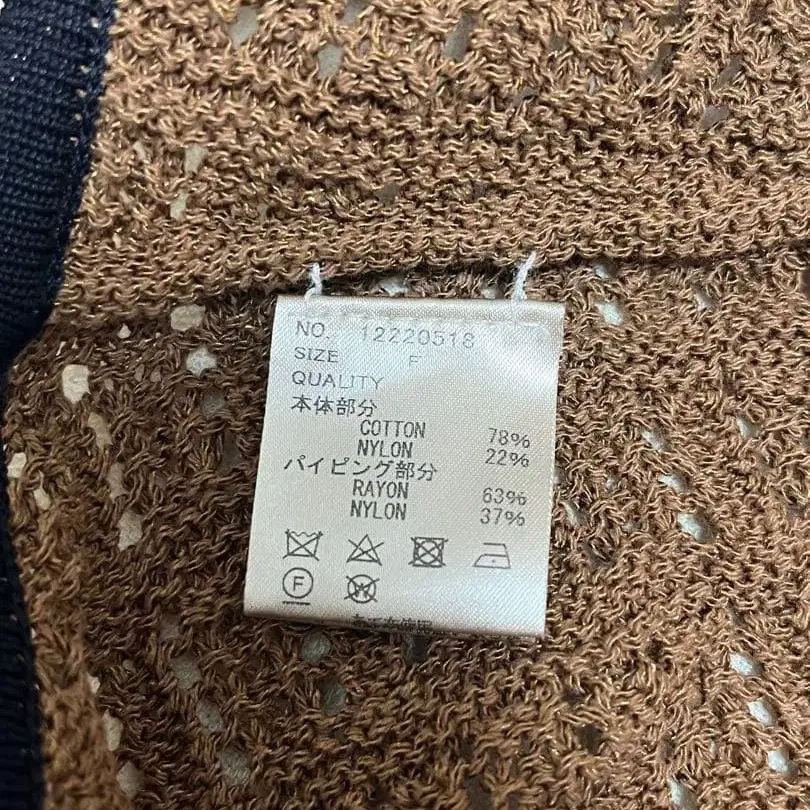 NO. 12220518
SIZE F
QUALITY
本体部分
COTTON 78%
NYLON 22%
パイピング部分
RAYON 63%
NYLON 37%
F
W